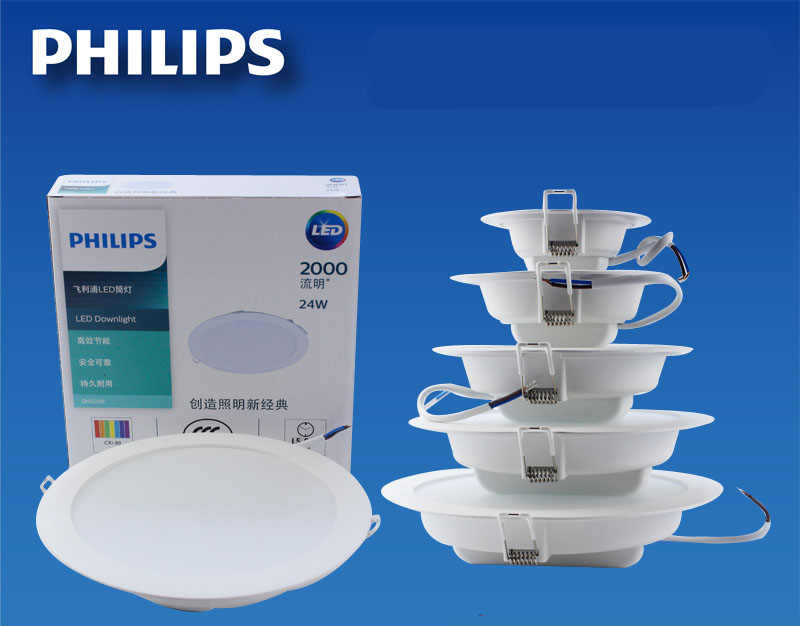 PHILIPS
PHILIPS
2000
PHILIPS
LED
2000
流明*
24W
飞利浦LED筒灯
LED Downlight
高效节能
安全可靠
持久耐用
创造照明新经典
CRI 80